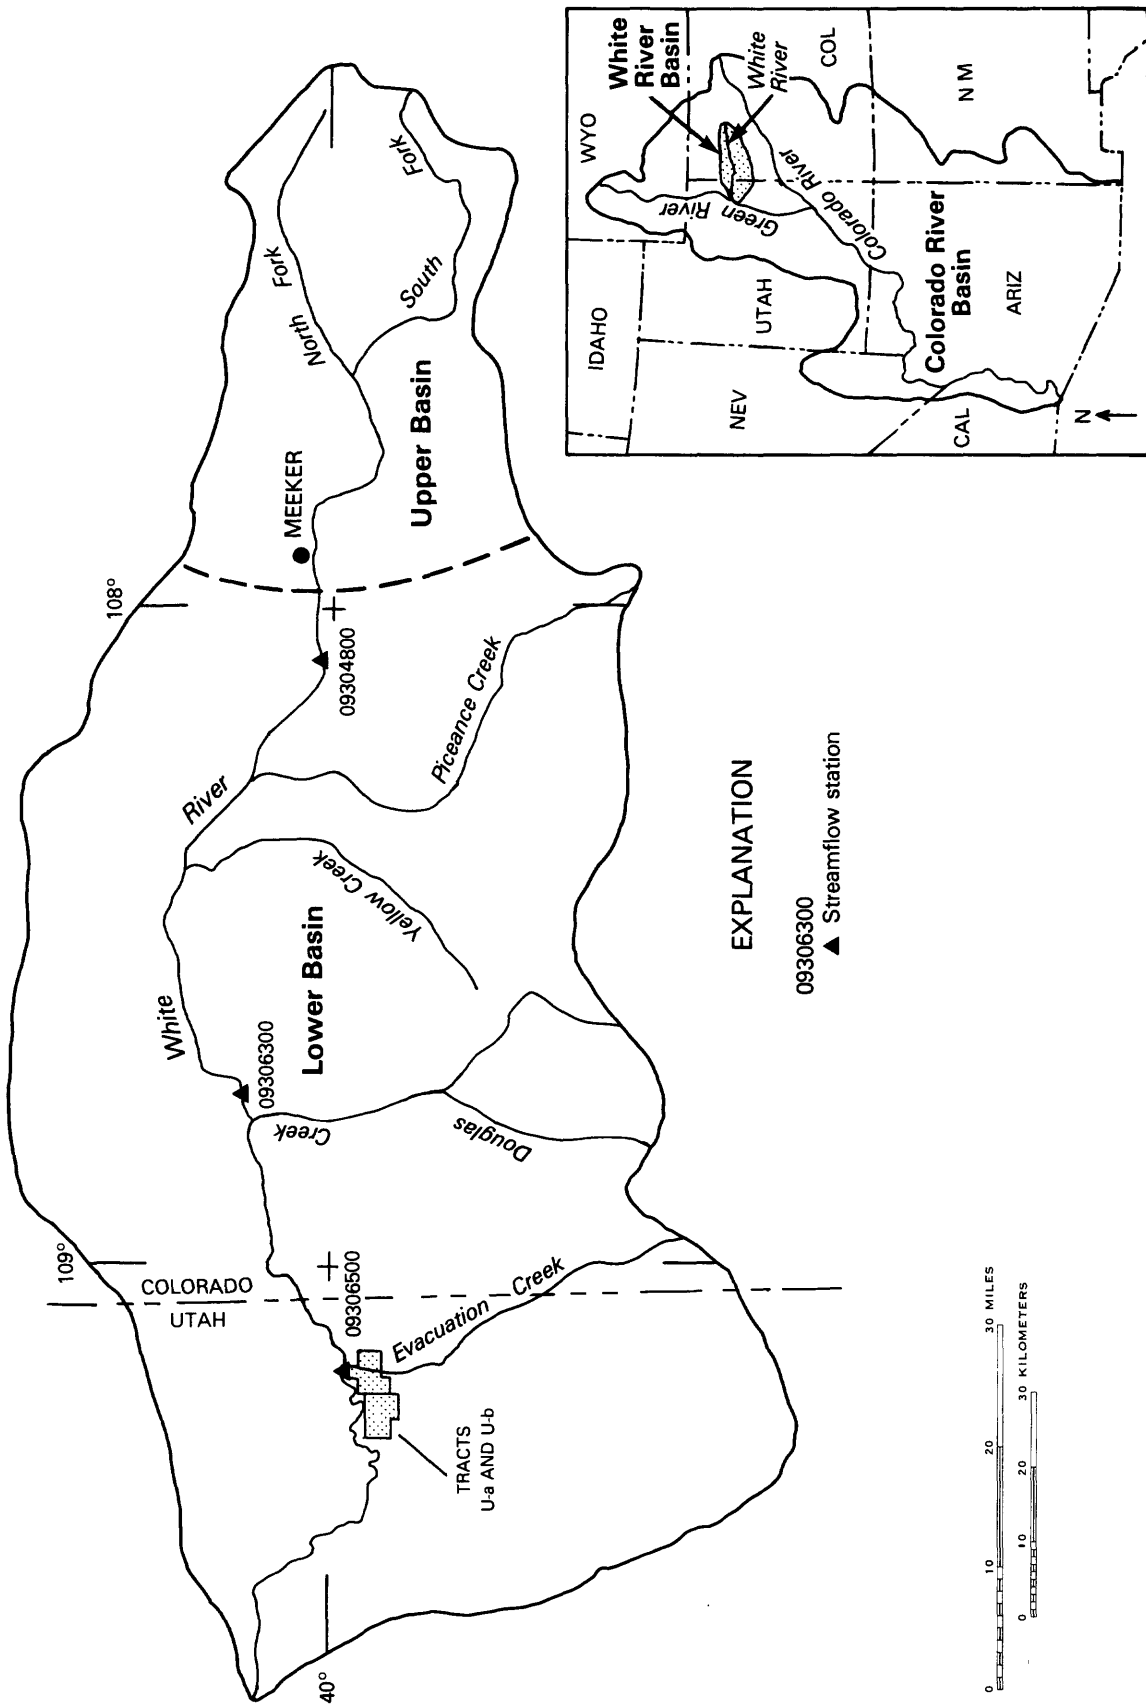 108°
109°
40°
COLORADO
UTAH
White
River
North
Fork
South
Fork
MEEKER
Upper Basin
Lower Basin
09304800
09306300
09306500
Piceance Creek
Yellow Creek
Douglas
Creek
Evacuation
Creek
TRACTS
U-a AND U-b
EXPLANATION
09306300
Streamflow station
0 10 20 30 MILES
0 10 20 30 KILOMETERS
IDAHO
WYO
White
River
Basin
White
River
NEV
UTAH
COL
Green River
Colorado River
Colorado River
Basin
CAL
ARIZ
N M
N